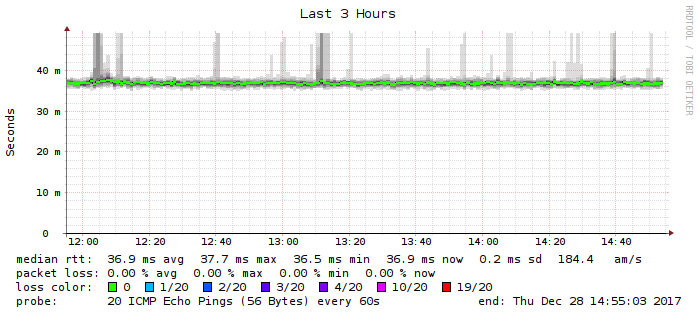 Last 3 Hours
RRDTOOL / TOBI OETIKER
Seconds
40 m
30 m
20 m
10 m
0
12:00 12:20 12:40 13:00 13:20 13:40 14:00 14:20 14:40
median rtt: 36.9 ms avg 37.7 ms max 36.5 ms min 36.9 ms now 0.2 ms sd 184.4 am/s
packet loss: 0.00 % avg 0.00 % max 0.00 % min 0.00 % now
loss color: 0 1/20 2/20 3/20 4/20 10/20 19/20
probe: 20 ICMP Echo Pings (56 Bytes) every 60s end: Thu Dec 28 14:55:03 2017